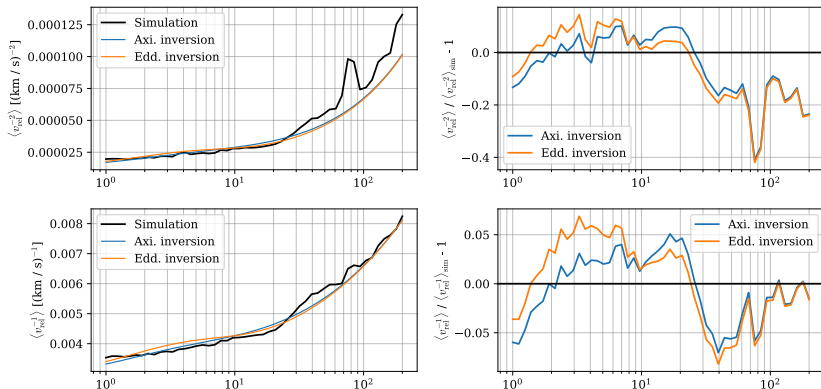 0.000125
0.000100
0.000075
0.000050
0.000025
⟨v_rel^−2⟩ [(km / s)^−2]
Simulation
Axi. inversion
Edd. inversion
10^0
10^1
10^2
0.0
−0.2
−0.4
⟨v_rel^−2⟩ / ⟨v_rel^−2⟩_sim - 1
Axi. inversion
Edd. inversion
10^0
10^1
10^2
0.008
0.007
0.006
0.005
0.004
⟨v_rel^−1⟩ [(km / s)^−1]
Simulation
Axi. inversion
Edd. inversion
10^0
10^1
10^2
0.05
0.00
−0.05
⟨v_rel^−1⟩ / ⟨v_rel^−1⟩_sim - 1
Axi. inversion
Edd. inversion
10^0
10^1
10^2